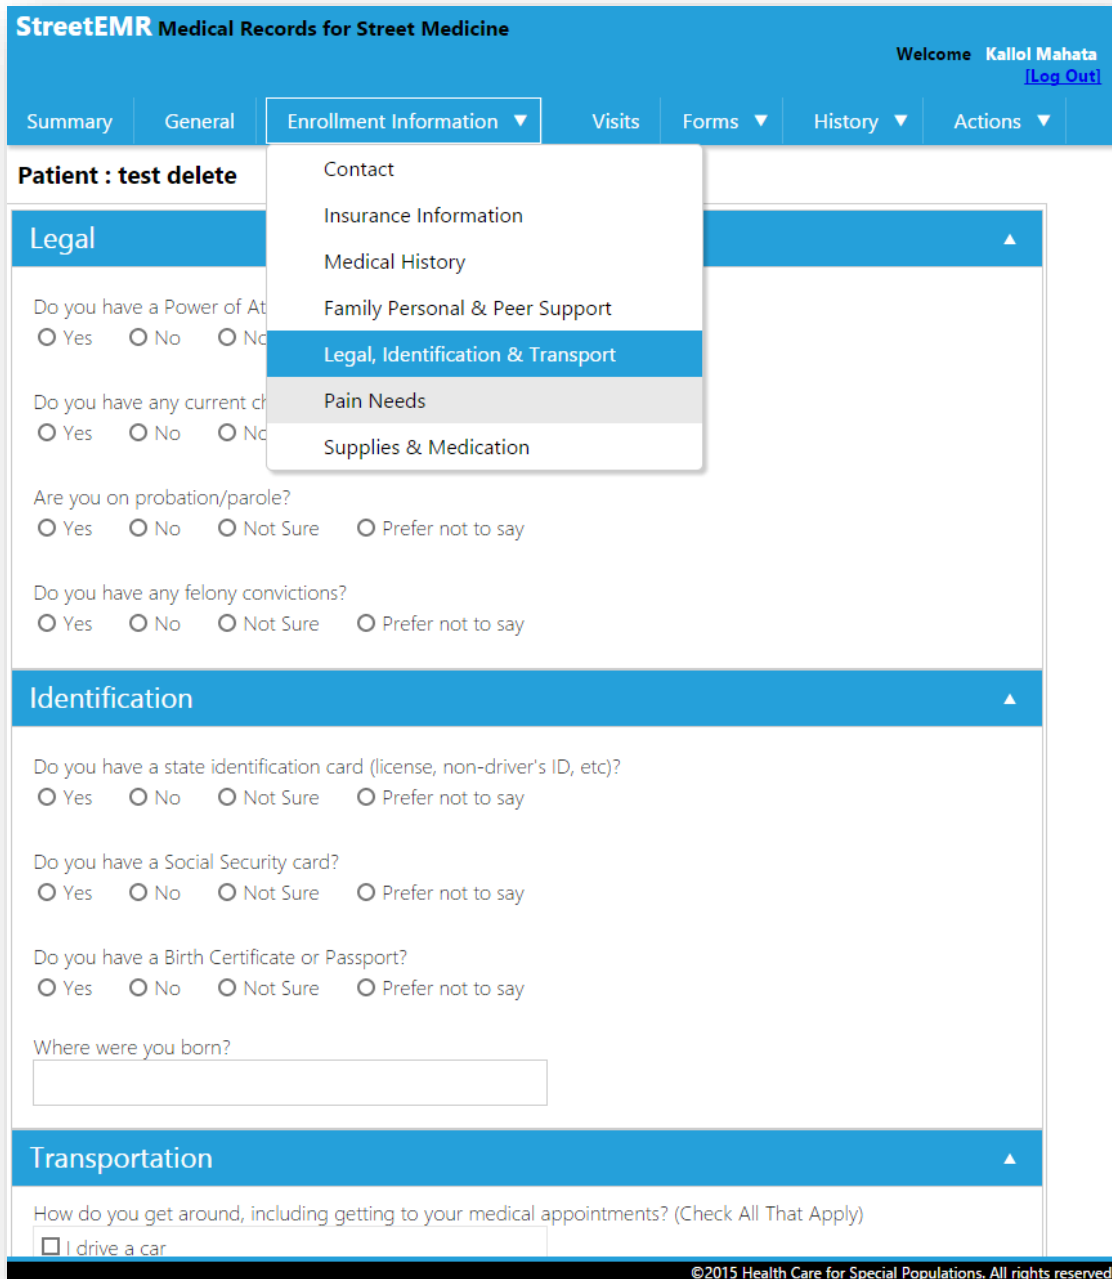 StreetEMR Medical Records for Street Medicine
Welcome Kallol Mahata
[Log Out]
Summary General Enrollment Information ▼ Visits Forms ▼ History ▼ Actions ▼
Patient : test delete
Contact
Insurance Information
Medical History
Family Personal & Peer Support
Legal, Identification & Transport
Pain Needs
Supplies & Medication
Legal
Do you have a Power of
Yes No
Do you have any current
Yes No
Are you on probation/parole?
Yes No Not Sure Prefer not to say
Do you have any felony convictions?
Yes No Not Sure Prefer not to say
Identification
Do you have a state identification card (license, non-driver's ID, etc)?
Yes No Not Sure Prefer not to say
Do you have a Social Security card?
Yes No Not Sure Prefer not to say
Do you have a Birth Certificate or Passport?
Yes No Not Sure Prefer not to say
Where were you born?
Transportation
How do you get around, including getting to your medical appointments? (Check All That Apply)
I drive a car
©2015 Health Care for Special Populations. All rights reserved